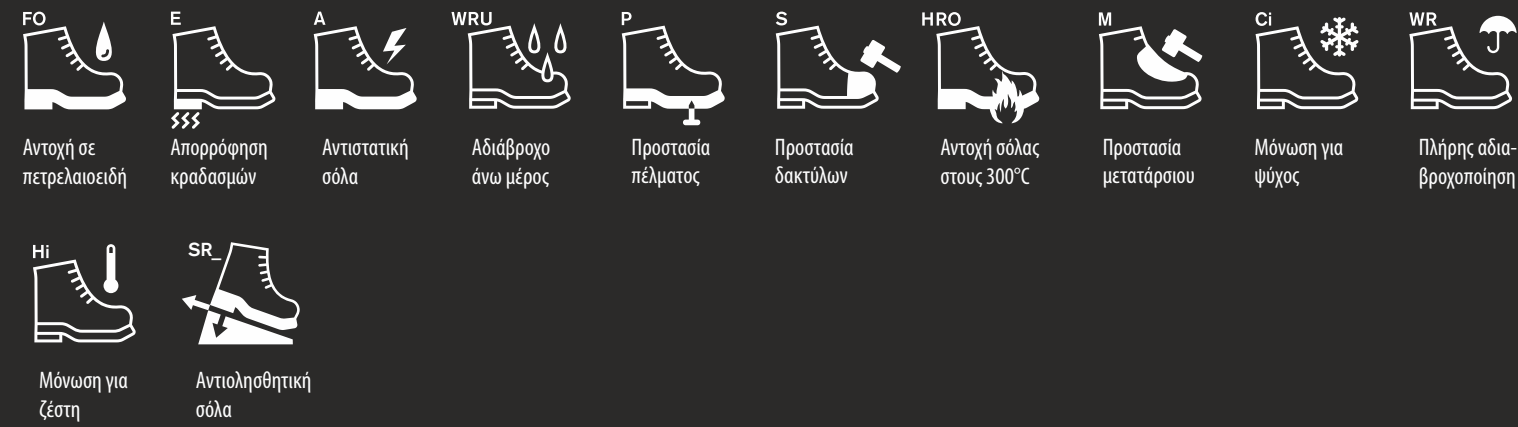 FO E A WRU P S HRO M Ci WR
Αντοχή σε
πετρελαιοειδή
Απορρόφηση
κραδασμών
Αντιστατική
σόλα
Αδιάβροχο
άνω μέρος
Προστασία
πέλματος
Προστασία
δακτύλων
Αντοχή σόλας
στους 300°C
Προστασία
μετατάρσιου
Μόνωση για
ψύχος
Πλήρης αδια-
βροχοποίηση
Hi SR_
Μόνωση για
ζέστη
Αντιολησθητική
σόλα